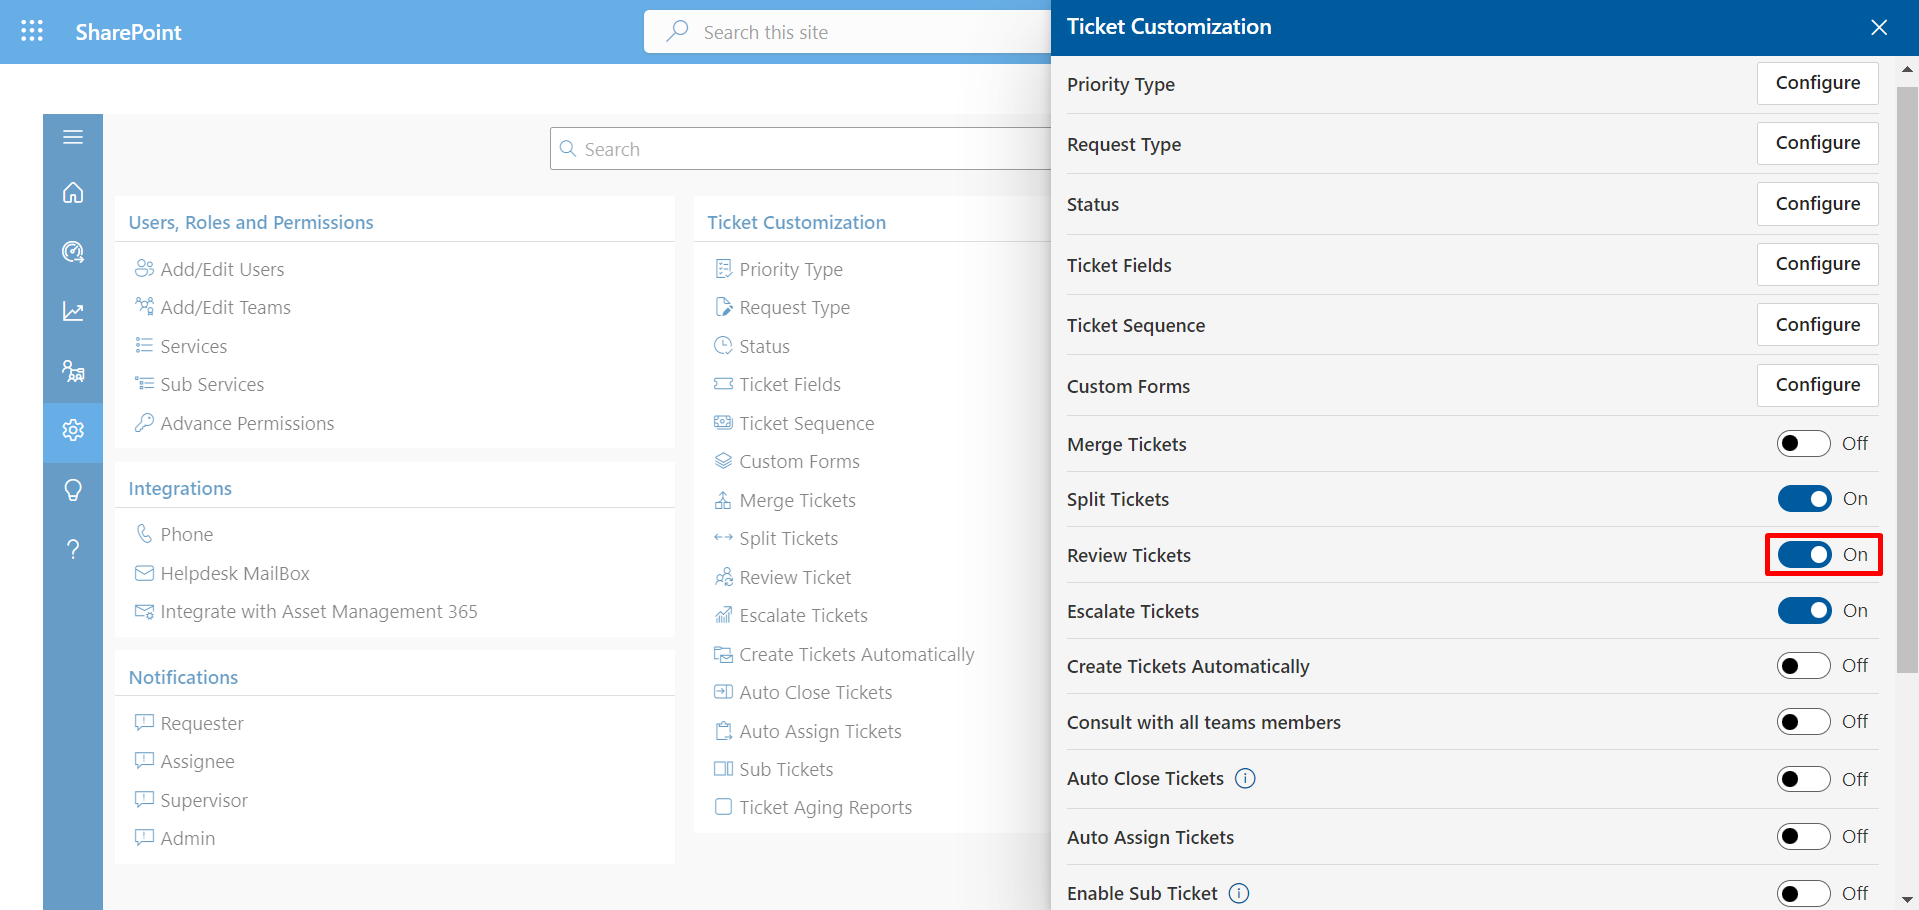 SharePoint
Search this site
Search
Users, Roles and Permissions
Add/Edit Users
Add/Edit Teams
Services
Sub Services
Advance Permissions
Integrations
Phone
Helpdesk MailBox
Integrate with Asset Management 365
Notifications
Requester
Assignee
Supervisor
Admin
Ticket Customization
Priority Type
Request Type
Status
Ticket Fields
Ticket Sequence
Custom Forms
Merge Tickets
Split Tickets
Review Ticket
Escalate Tickets
Create Tickets Automatically
Auto Close Tickets
Auto Assign Tickets
Sub Tickets
Ticket Aging Reports
Ticket Customization
Priority Type Configure
Request Type Configure
Status Configure
Ticket Fields Configure
Ticket Sequence Configure
Custom Forms Configure
Merge Tickets Off
Split Tickets On
Review Tickets On
Escalate Tickets On
Create Tickets Automatically Off
Consult with all teams members Off
Auto Close Tickets Off
Auto Assign Tickets Off
Enable Sub Ticket Off